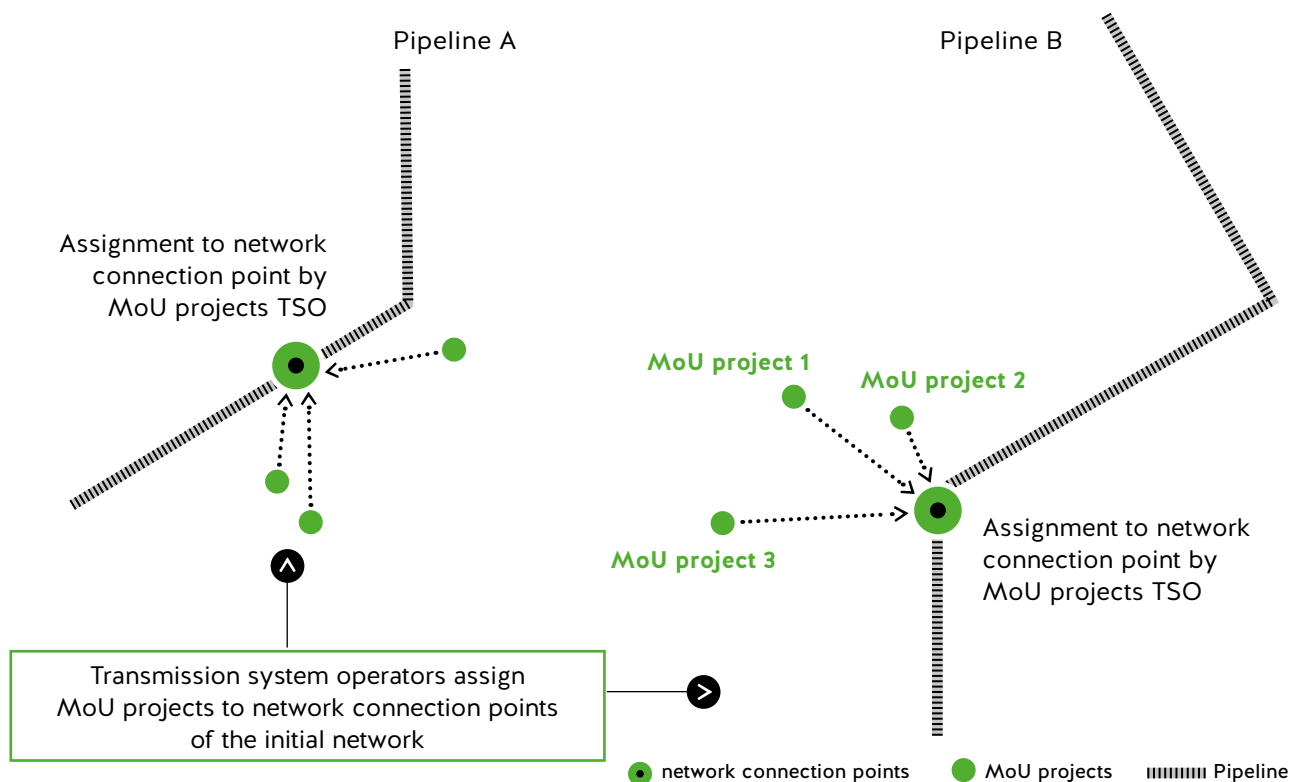 Pipeline A
Pipeline B
Assignment to network
connection point by
MoU projects TSO
MoU project 1
MoU project 2
MoU project 3
Assignment to network
connection point by
MoU projects TSO
Transmission system operators assign
MoU projects to network connection points
of the initial network
network connection points
MoU projects
Pipeline